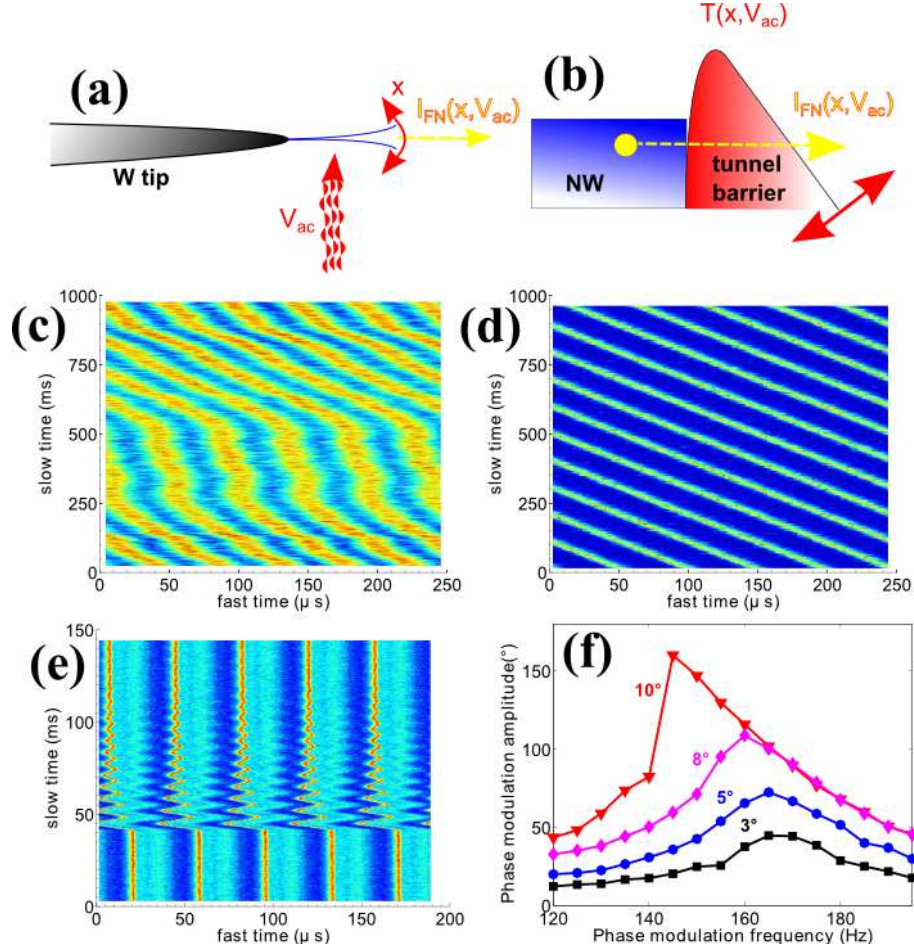 (a)
W tip
x
I_FN(x,V_ac)
V_ac
T(x,V_ac)
(b)
I_FN(x,V_ac)
NW
tunnel
barrier
(c)
1000
750
500
250
0
slow time (ms)
0 50 100 150 200 250
fast time (μ s)
(d)
1000
750
500
250
0
slow time (ms)
0 50 100 150 200 250
fast time (μ s)
(e)
150
100
50
0
slow time (ms)
0 50 100 150 200
fast time (μ s)
(f)
150
100
50
0
Phase modulation amplitude(°)
10°
8°
5°
3°
120 140 160 180
Phase modulation frequency (Hz)